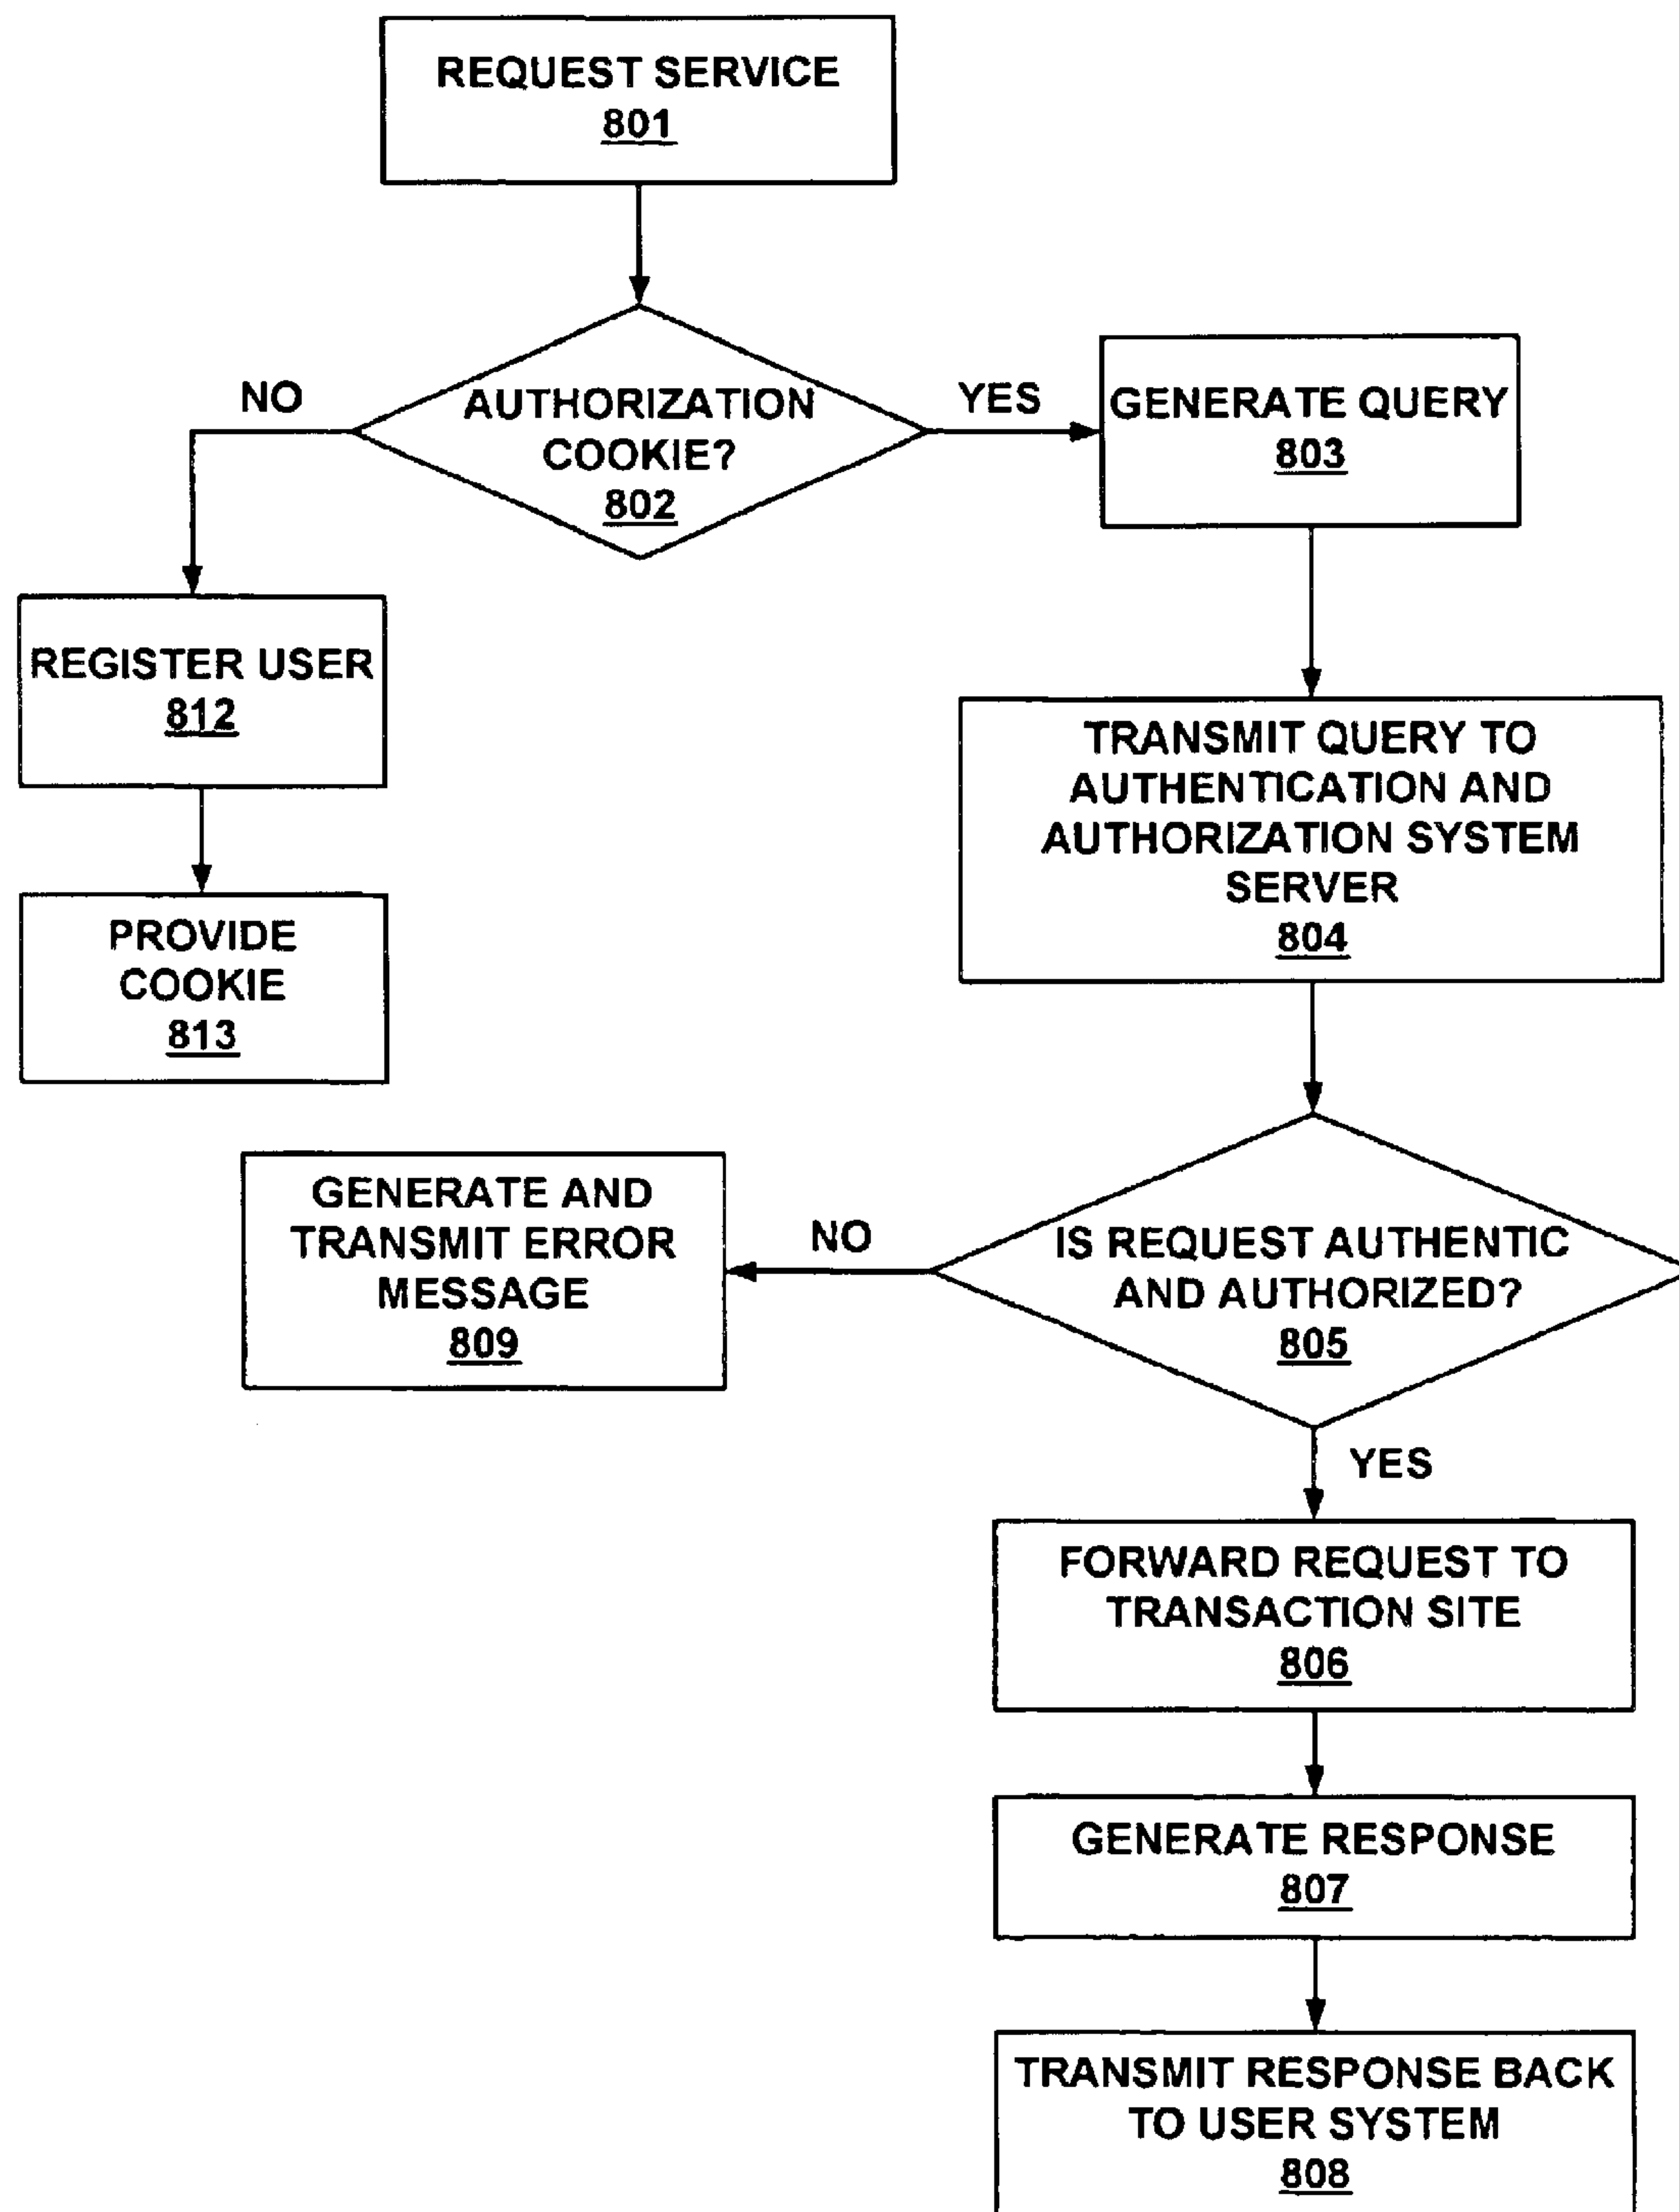 REQUEST SERVICE
801
AUTHORIZATION
COOKIE?
802
NO
YES
GENERATE QUERY
803
REGISTER USER
812
PROVIDE
COOKIE
813
TRANSMIT QUERY TO
AUTHENTICATION AND
AUTHORIZATION SYSTEM
SERVER
804
IS REQUEST AUTHENTIC
AND AUTHORIZED?
805
NO
GENERATE AND
TRANSMIT ERROR
MESSAGE
809
YES
FORWARD REQUEST TO
TRANSACTION SITE
806
GENERATE RESPONSE
807
TRANSMIT RESPONSE BACK
TO USER SYSTEM
808